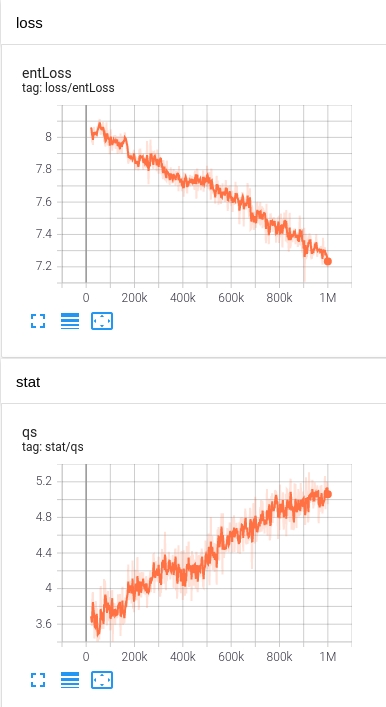 loss
entLoss
tag: loss/entLoss
8
7.8
7.6
7.4
7.2
0 200k 400k 600k 800k 1M
stat
qs
tag: stat/qs
5.2
4.8
4.4
4
3.6
0 200k 400k 600k 800k 1M